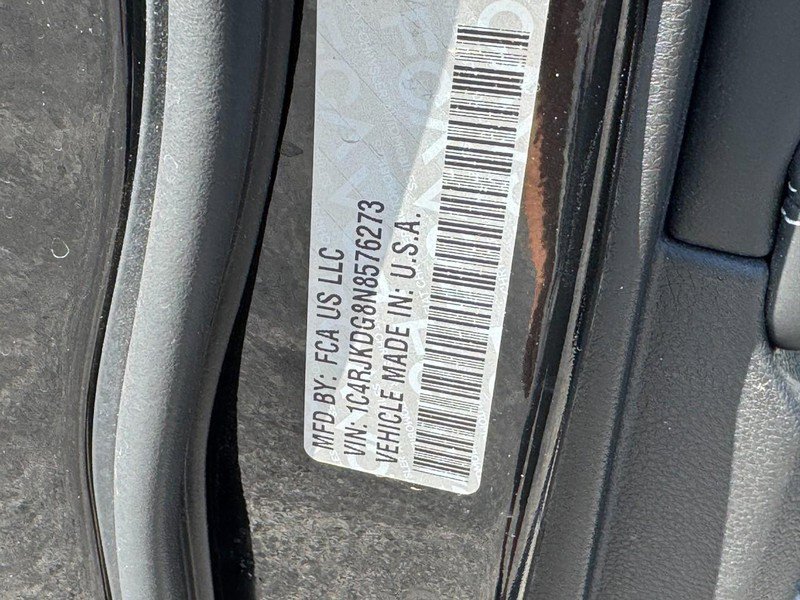 MFD BY: FCA US LLC
VIN: 1C4RJKDG8N8576273
VEHICLE MADE IN: U.S.A.